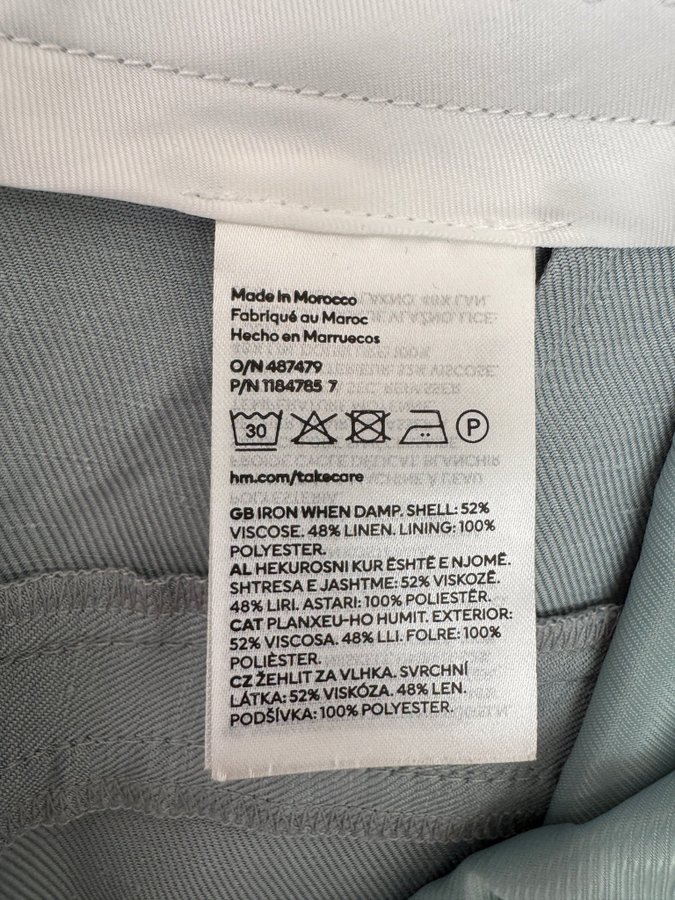 Made in Morocco
Fabriqué au Maroc
Hecho en Marruecos
O/N 487479
P/N 1184785 7
30
P
hm.com/takecare
GB IRON WHEN DAMP. SHELL: 52%
VISCOSE. 48% LINEN. LINING: 100%
POLYESTER.
AL HEKUROSNI KUR ËSHTË E NJOMË.
SHTRESA E JASHTME: 52% VISKOZË.
48% LIRI. ASTARI: 100% POLIESTËR.
CAT PLANXEU-HO HUMIT. EXTERIOR:
52% VISCOSA. 48% LLI. FOLRE: 100%
POLIÈSTER.
CZ ŽEHLIT ZA VLHKA. SVRCHNÍ
LÁTKA: 52% VISKÓZA. 48% LEN.
PODŠÍVKA: 100% POLYESTER.